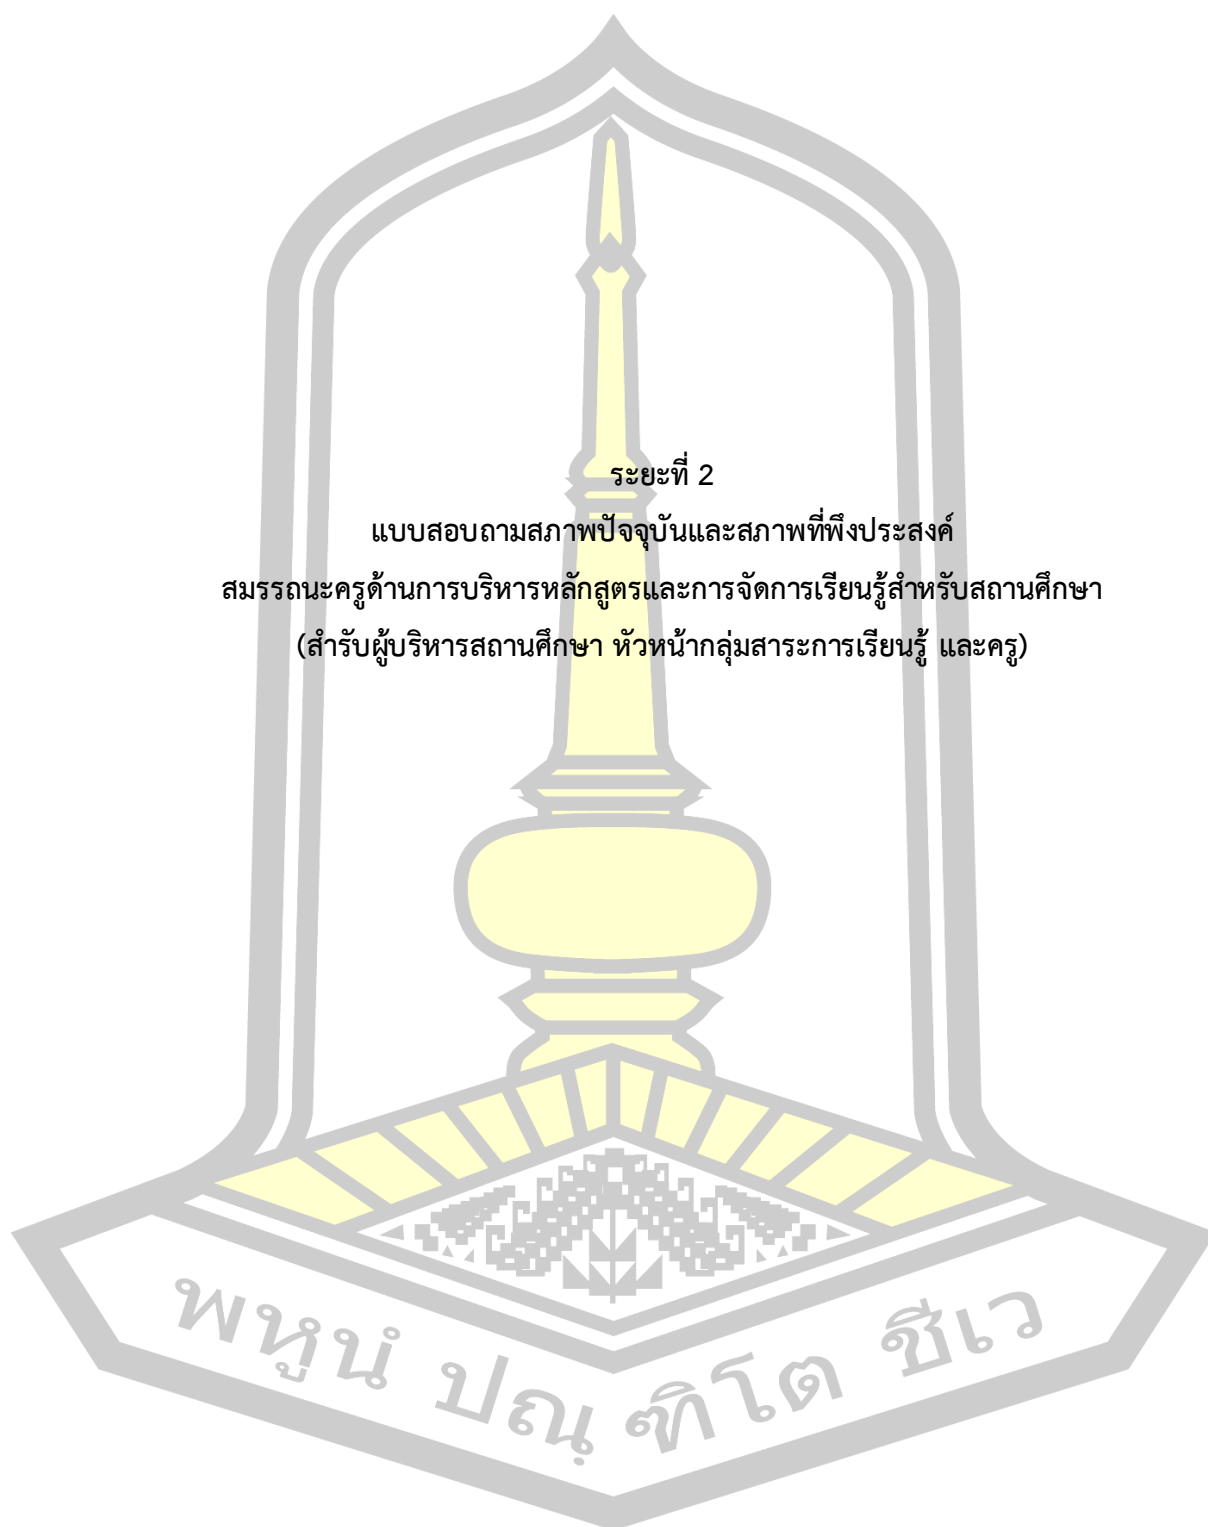 ระยะที่ 2
แบบสอบถามสภาพปัจจุบันและสภาพที่พึงประสงค์
สมรรถนะครูด้านการบริหารหลักสูตรและการจัดการเรียนรู้สำหรับสถานศึกษา
(สำรับผู้บริหารสถานศึกษา หัวหน้ากลุ่มสาระการเรียนรู้ และครู)
พหูนํ ปณฺฑิโต ชีเว